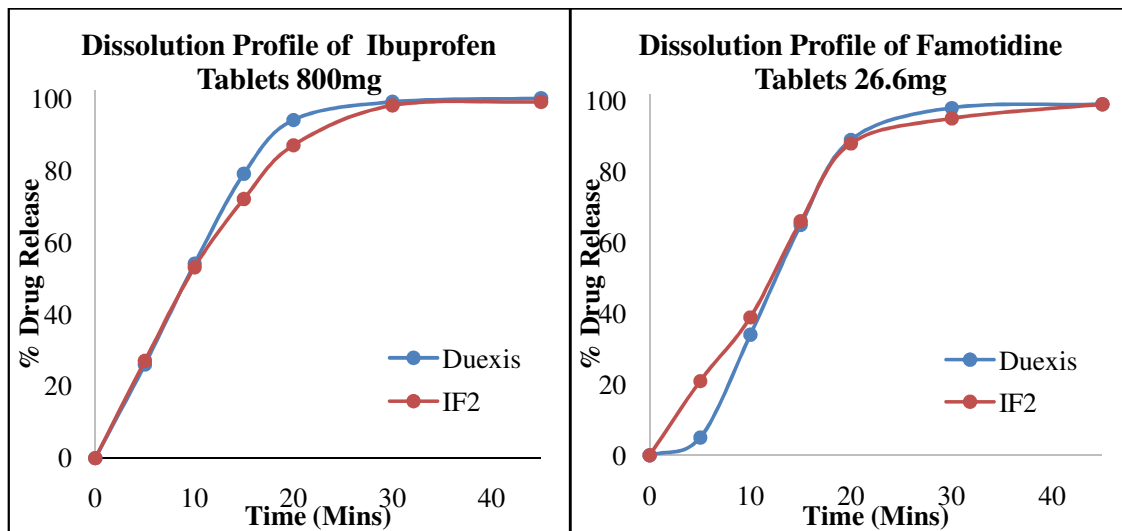 Dissolution Profile of Ibuprofen
Tablets 800mg
100
80
60
40
20
0
% Drug Release
Duexis
IF2
0 10 20 30 40
Time (Mins)
Dissolution Profile of Famotidine
Tablets 26.6mg
100
80
60
40
20
0
% Drug Release
Duexis
IF2
0 10 20 30 40
Time (Mins)